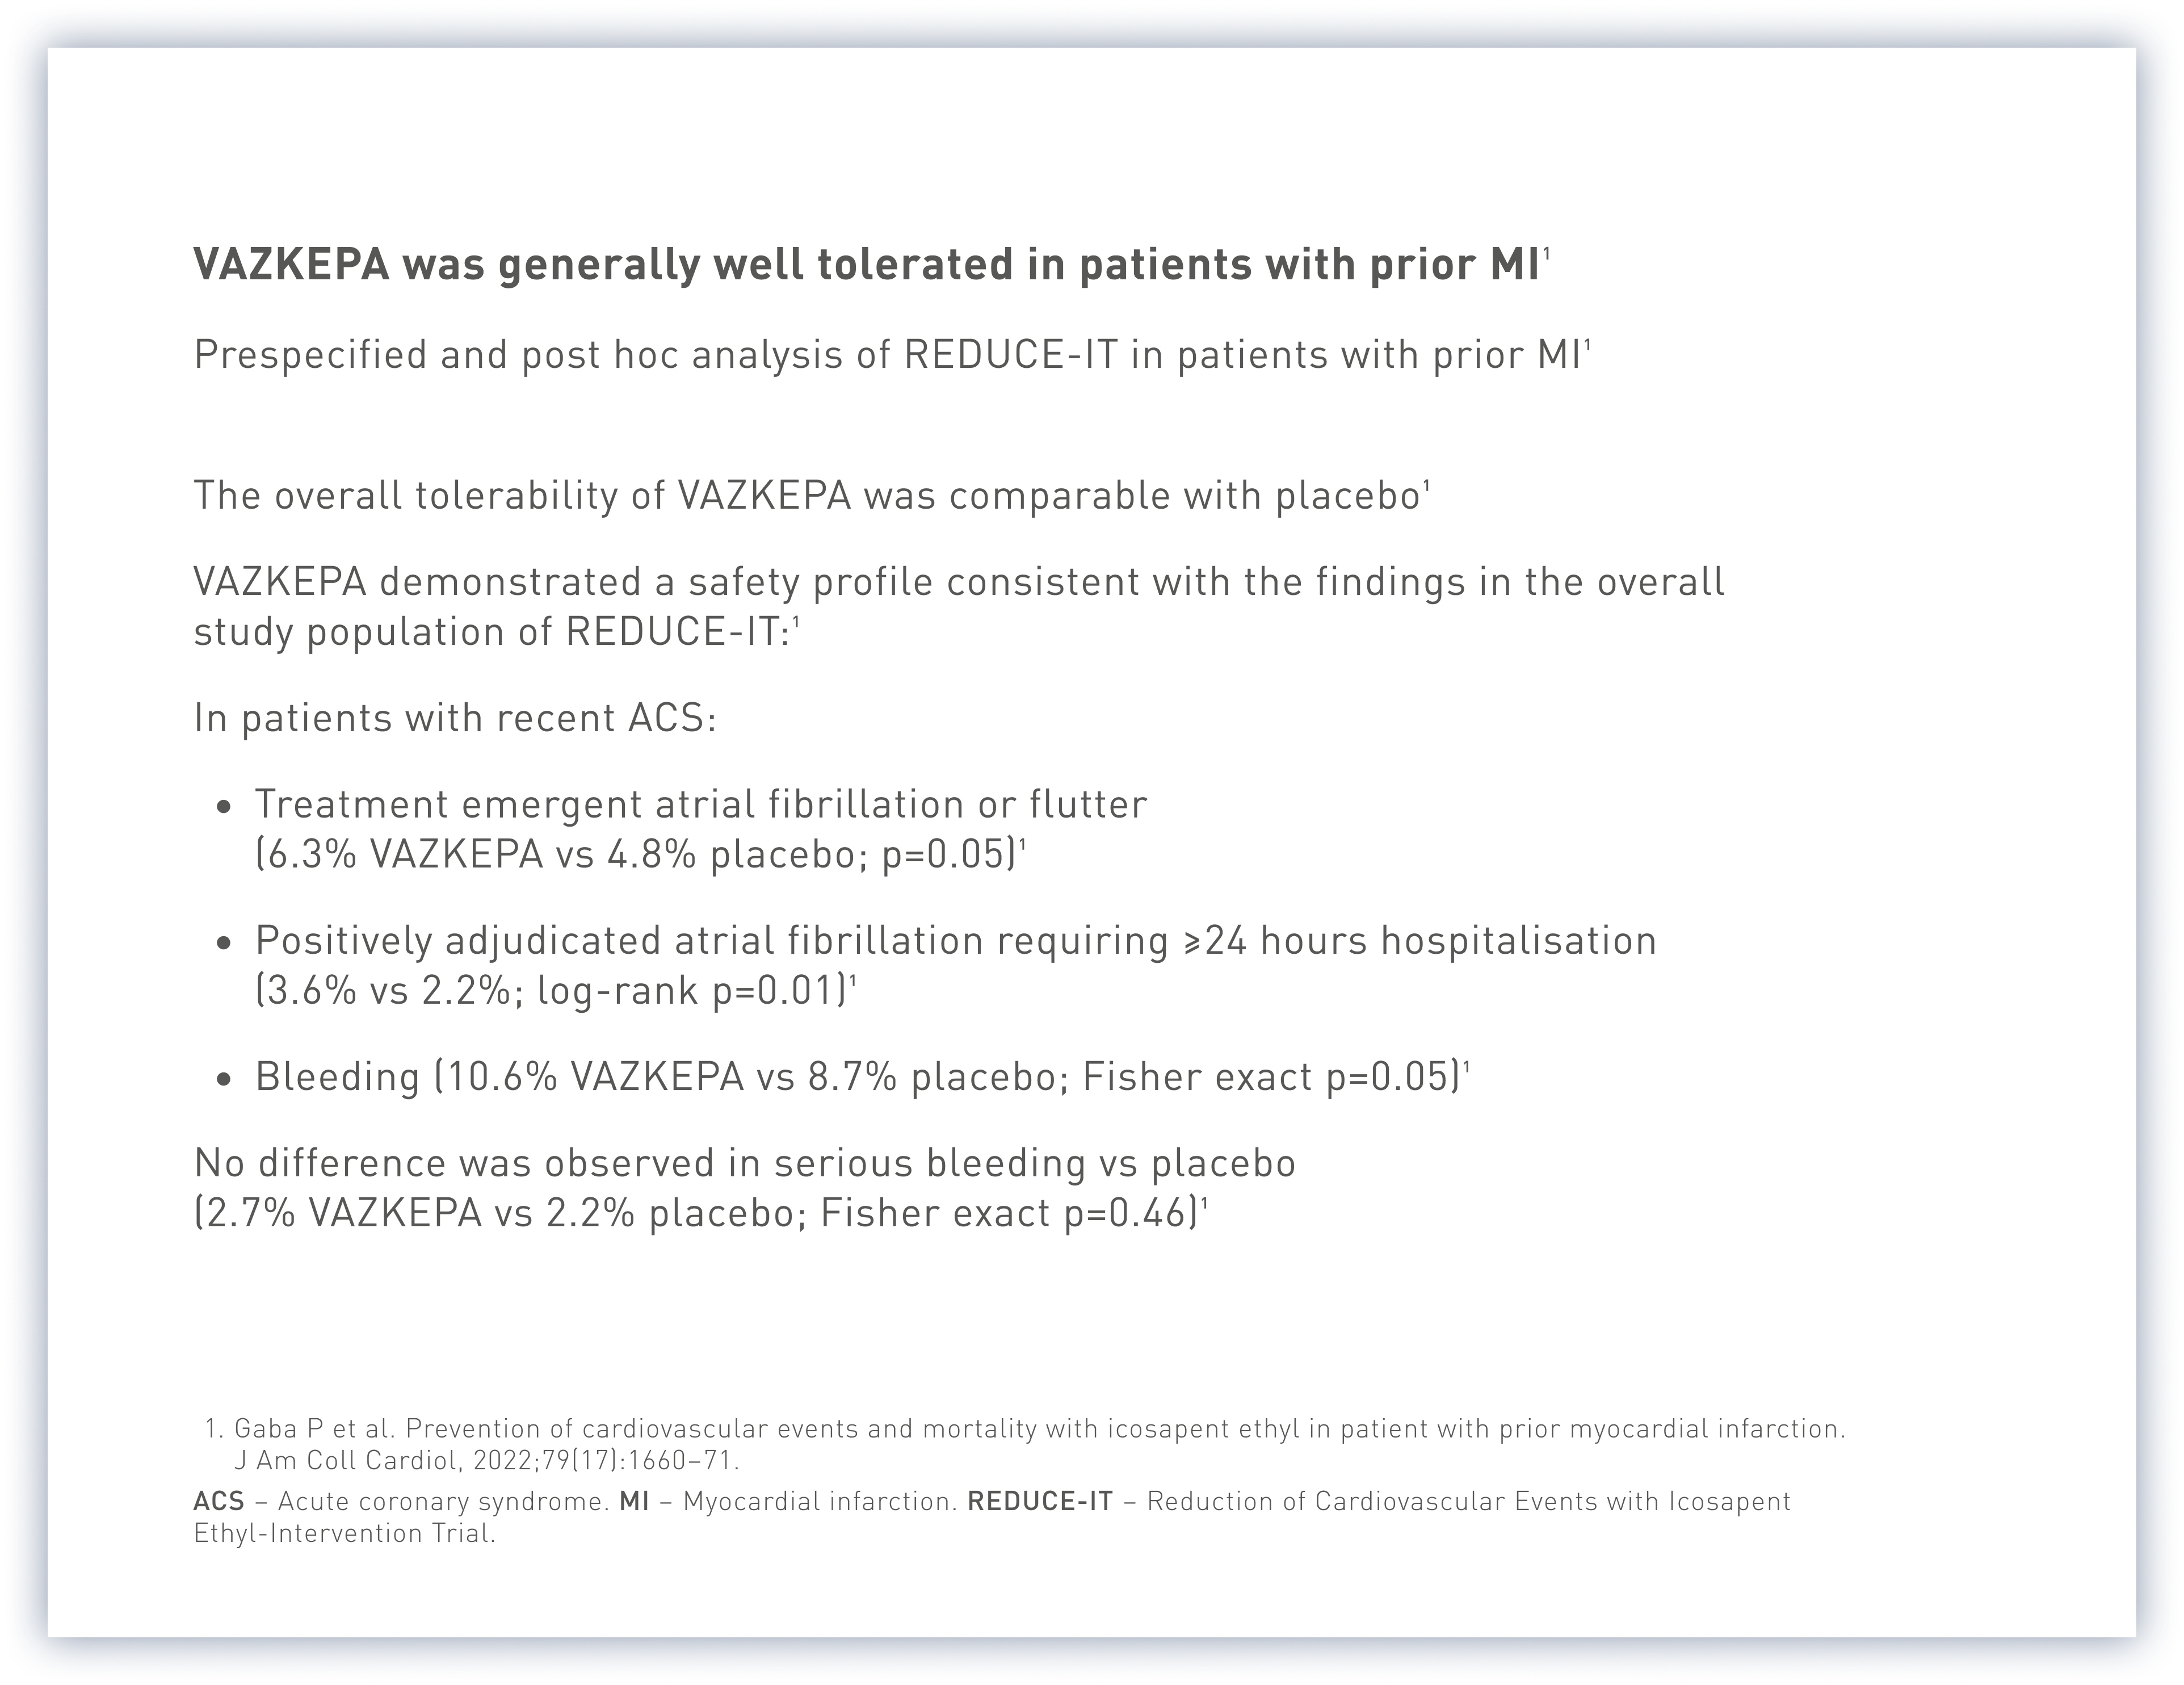 VAZKEPA was generally well tolerated in patients with prior MI¹
Prespecified and post hoc analysis of REDUCE-IT in patients with prior MI¹
The overall tolerability of VAZKEPA was comparable with placebo¹
VAZKEPA demonstrated a safety profile consistent with the findings in the overall
study population of REDUCE-IT:¹
In patients with recent ACS:
• Treatment emergent atrial fibrillation or flutter
(6.3% VAZKEPA vs 4.8% placebo; p=0.05)¹
• Positively adjudicated atrial fibrillation requiring ⩾24 hours hospitalisation
(3.6% vs 2.2%; log-rank p=0.01)¹
• Bleeding (10.6% VAZKEPA vs 8.7% placebo; Fisher exact p=0.05)¹
No difference was observed in serious bleeding vs placebo
(2.7% VAZKEPA vs 2.2% placebo; Fisher exact p=0.46)¹
1. Gaba P et al. Prevention of cardiovascular events and mortality with icosapent ethyl in patient with prior myocardial infarction.
J Am Coll Cardiol, 2022;79(17):1660–71.
ACS – Acute coronary syndrome. MI – Myocardial infarction. REDUCE-IT – Reduction of Cardiovascular Events with Icosapent
Ethyl-Intervention Trial.